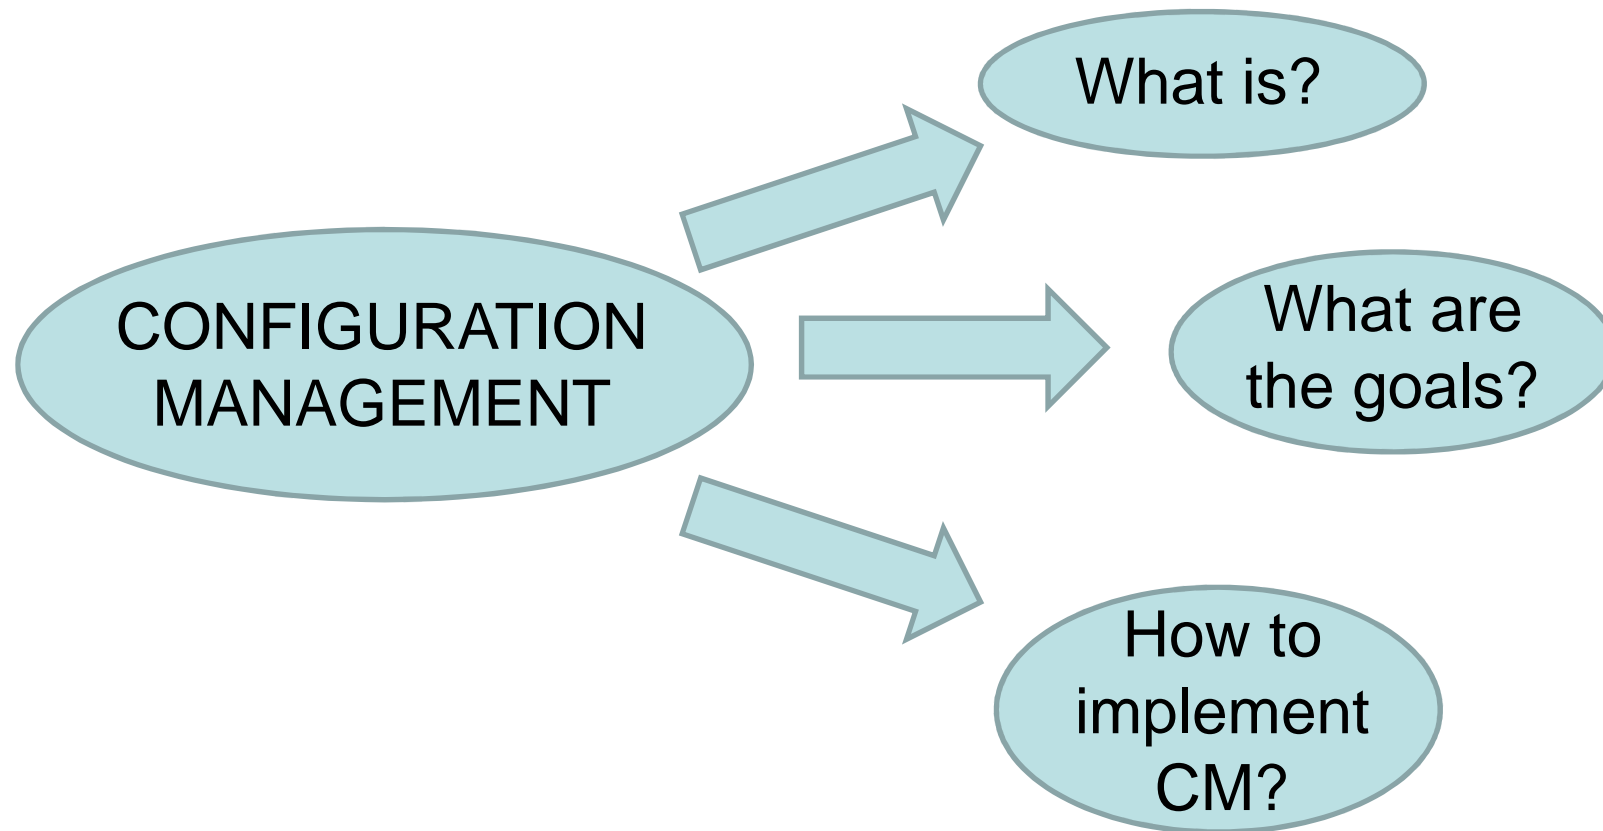 What is?
CONFIGURATION
MANAGEMENT
What are
the goals?
How to
implement
CM?